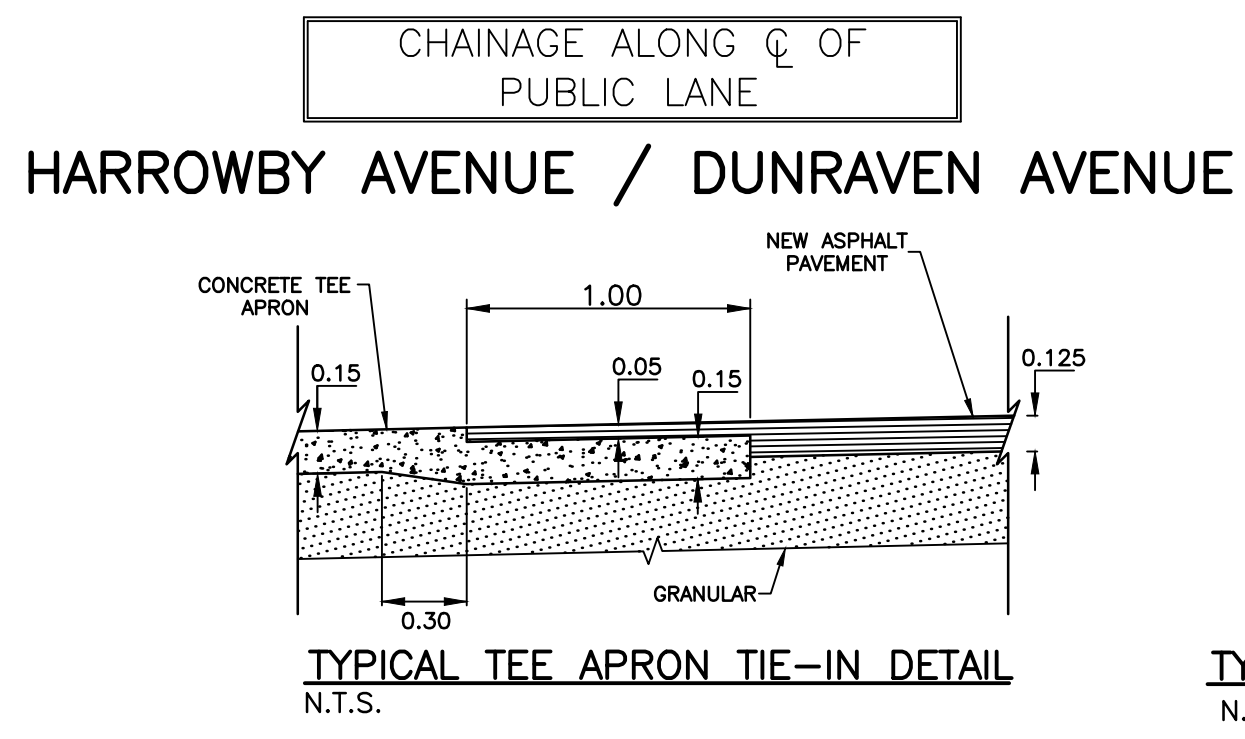 CHAINAGE ALONG ℄ OF
PUBLIC LANE
HARROWBY AVENUE / DUNRAVEN AVENUE
NEW ASPHALT
PAVEMENT
CONCRETE TEE
APRON
1.00
0.15
0.05
0.15
0.125
GRANULAR
0.30
TYPICAL TEE APRON TIE-IN DETAIL
N.T.S.
TY
N.